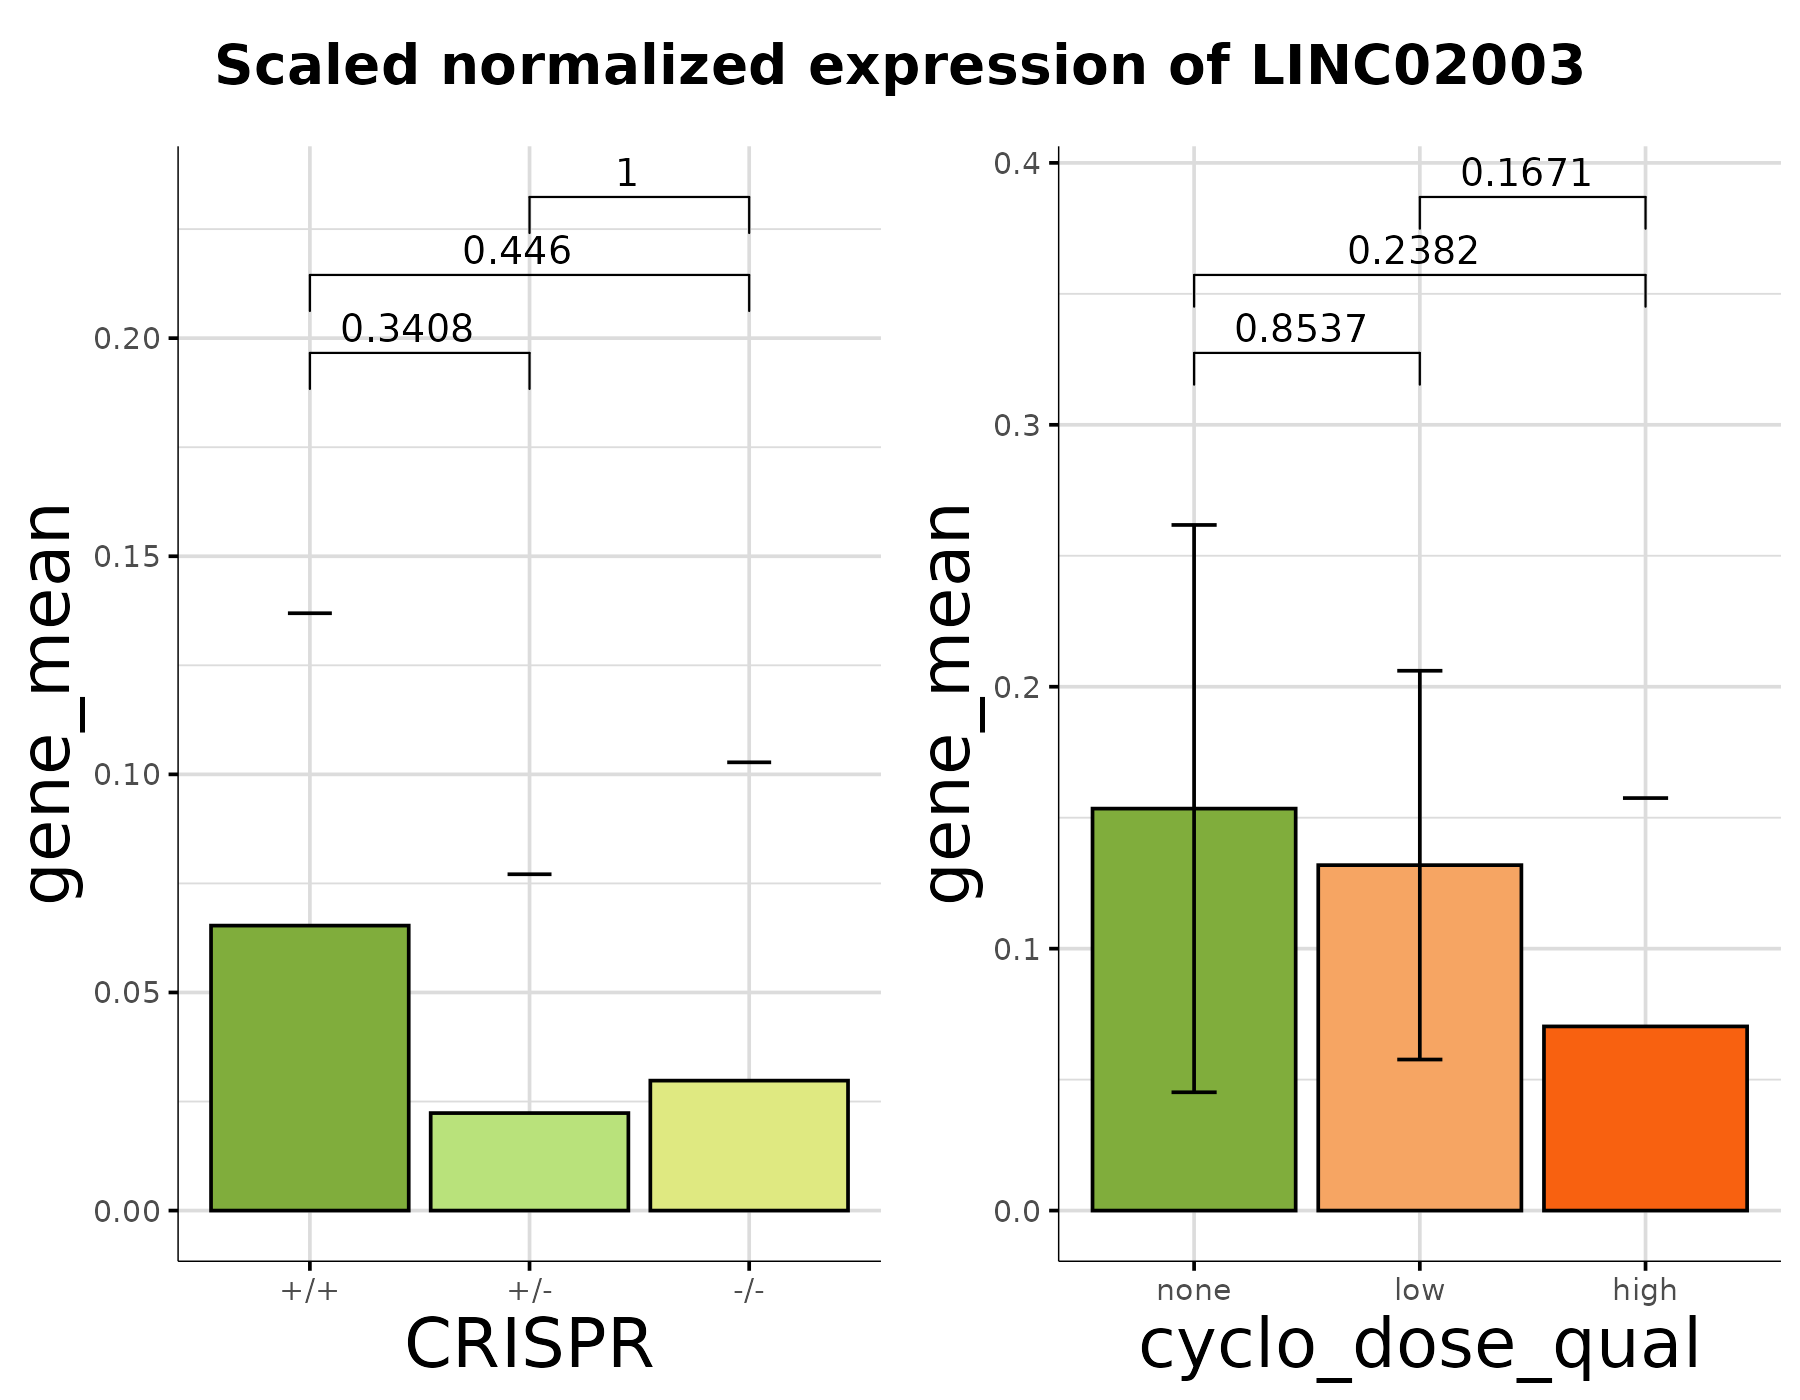 Scaled normalized expression of LINC02003
gene_mean
0.20
0.15
0.10
0.05
0.00
1
0.446
0.3408
+/+
+/-
-/-
CRISPR
gene_mean
0.4
0.3
0.2
0.1
0.0
0.1671
0.2382
0.8537
none
low
high
cyclo_dose_qual